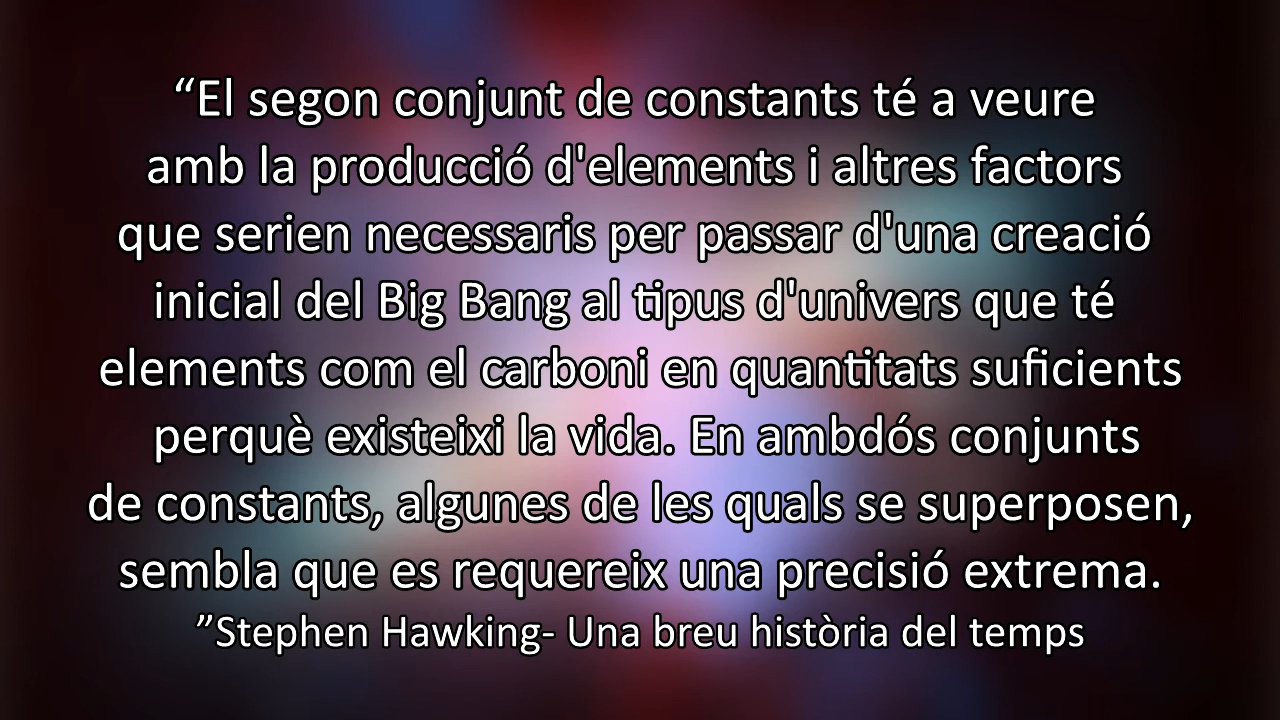 “El segon conjunt de constants té a veure
amb la producció d'elements i altres factors
que serien necessaris per passar d'una creació
inicial del Big Bang al tipus d'univers que té
elements com el carboni en quantitats suficients
perquè existeixi la vida. En ambdós conjunts
de constants, algunes de les quals se superposen,
sembla que es requereix una precisió extrema.
”Stephen Hawking- Una breu història del temps